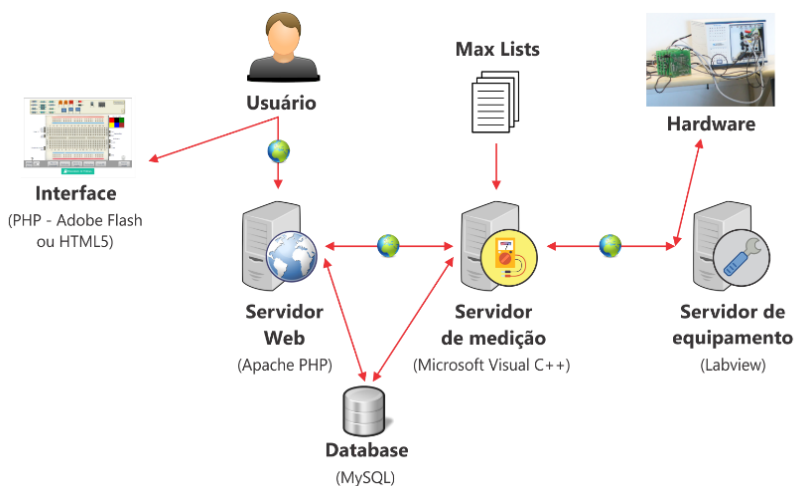 Usuário
Max Lists
Hardware
Interface
(PHP - Adobe Flash
ou HTML5)
Servidor
Web
(Apache PHP)
Servidor
de medição
(Microsoft Visual C++)
Servidor de
equipamento
(Labview)
Database
(MySQL)